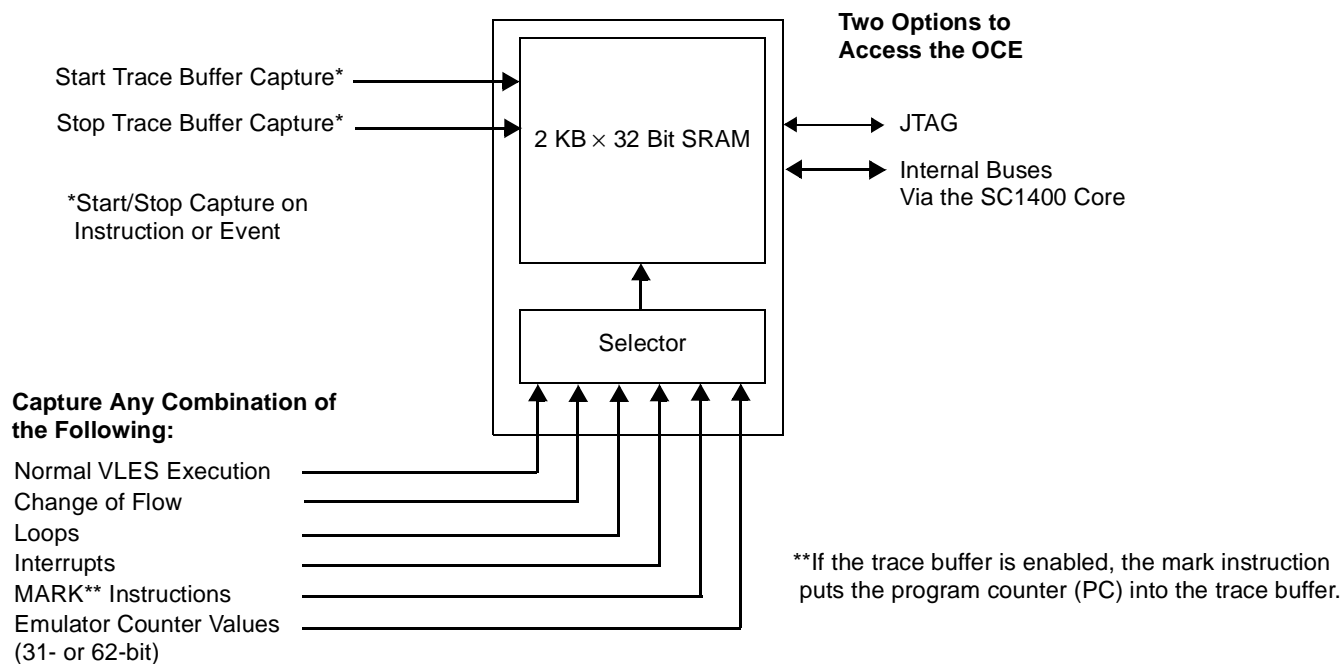 Two Options to
Access the OCE
Start Trace Buffer Capture*
Stop Trace Buffer Capture*
2 KB × 32 Bit SRAM
JTAG
Internal Buses
Via the SC1400 Core
*Start/Stop Capture on
Instruction or Event
Selector
Capture Any Combination of
the Following:
Normal VLES Execution
Change of Flow
Loops
Interrupts
MARK** Instructions
Emulator Counter Values
(31- or 62-bit)
**If the trace buffer is enabled, the mark instruction
puts the program counter (PC) into the trace buffer.